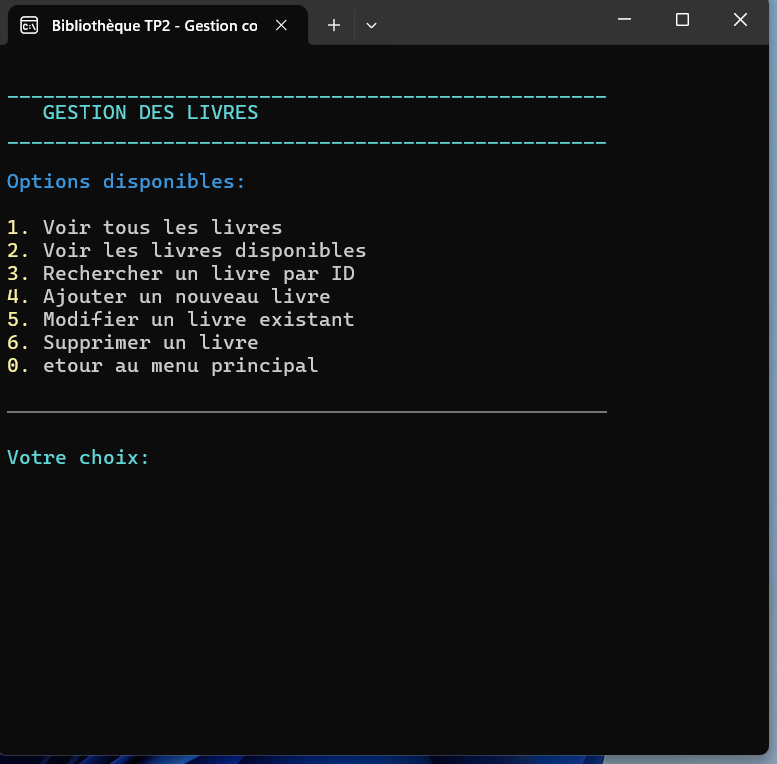 Bibliothèque TP2 - Gestion co
GESTION DES LIVRES
Options disponibles:
1. Voir tous les livres
2. Voir les livres disponibles
3. Rechercher un livre par ID
4. Ajouter un nouveau livre
5. Modifier un livre existant
6. Supprimer un livre
0. etour au menu principal
Votre choix: